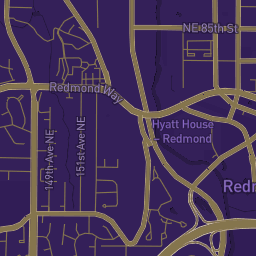 NE 85th St
Redmond Way
Hyatt House
- Redmond
149th Ave NE
151st Ave NE
Redm